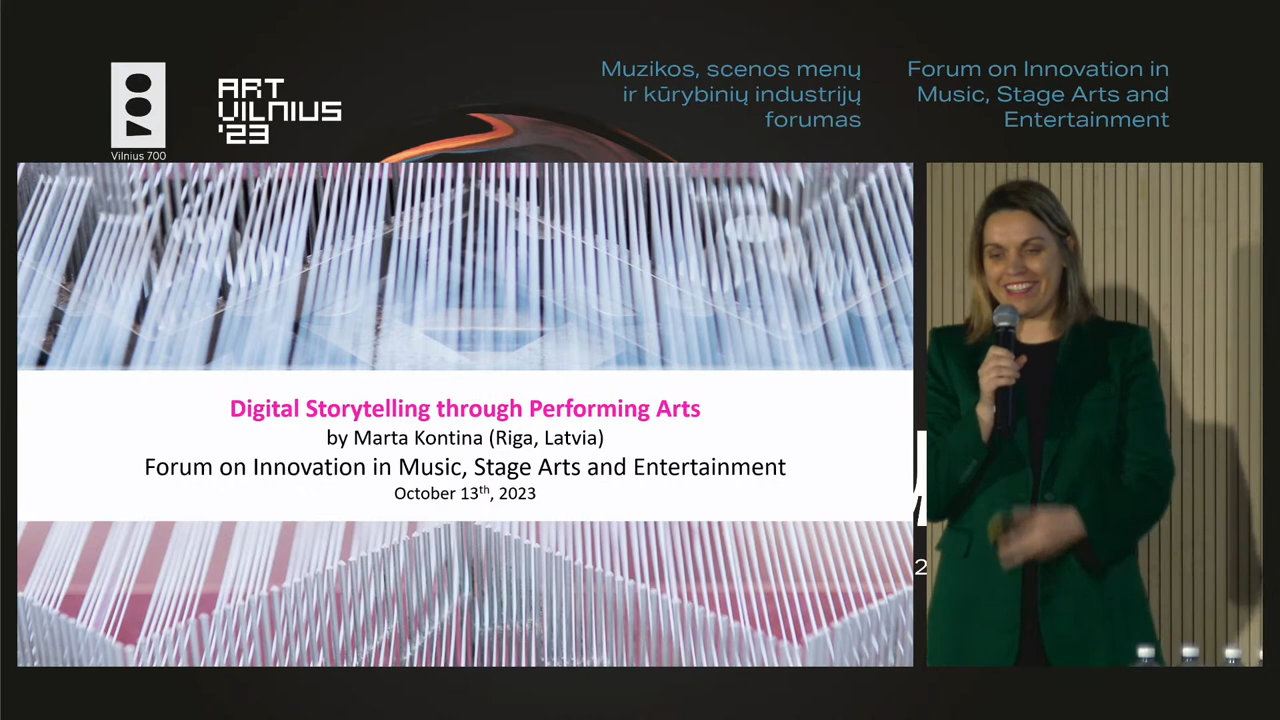 Vilnius 700
ART
VILNIUS
'23
Muzikos, scenos menų
ir kūrybinių industrijų
forumas
Forum on Innovation in
Music, Stage Arts and
Entertainment
Digital Storytelling through Performing Arts
by Marta Kontina (Riga, Latvia)
Forum on Innovation in Music, Stage Arts and Entertainment
October 13th, 2023
2